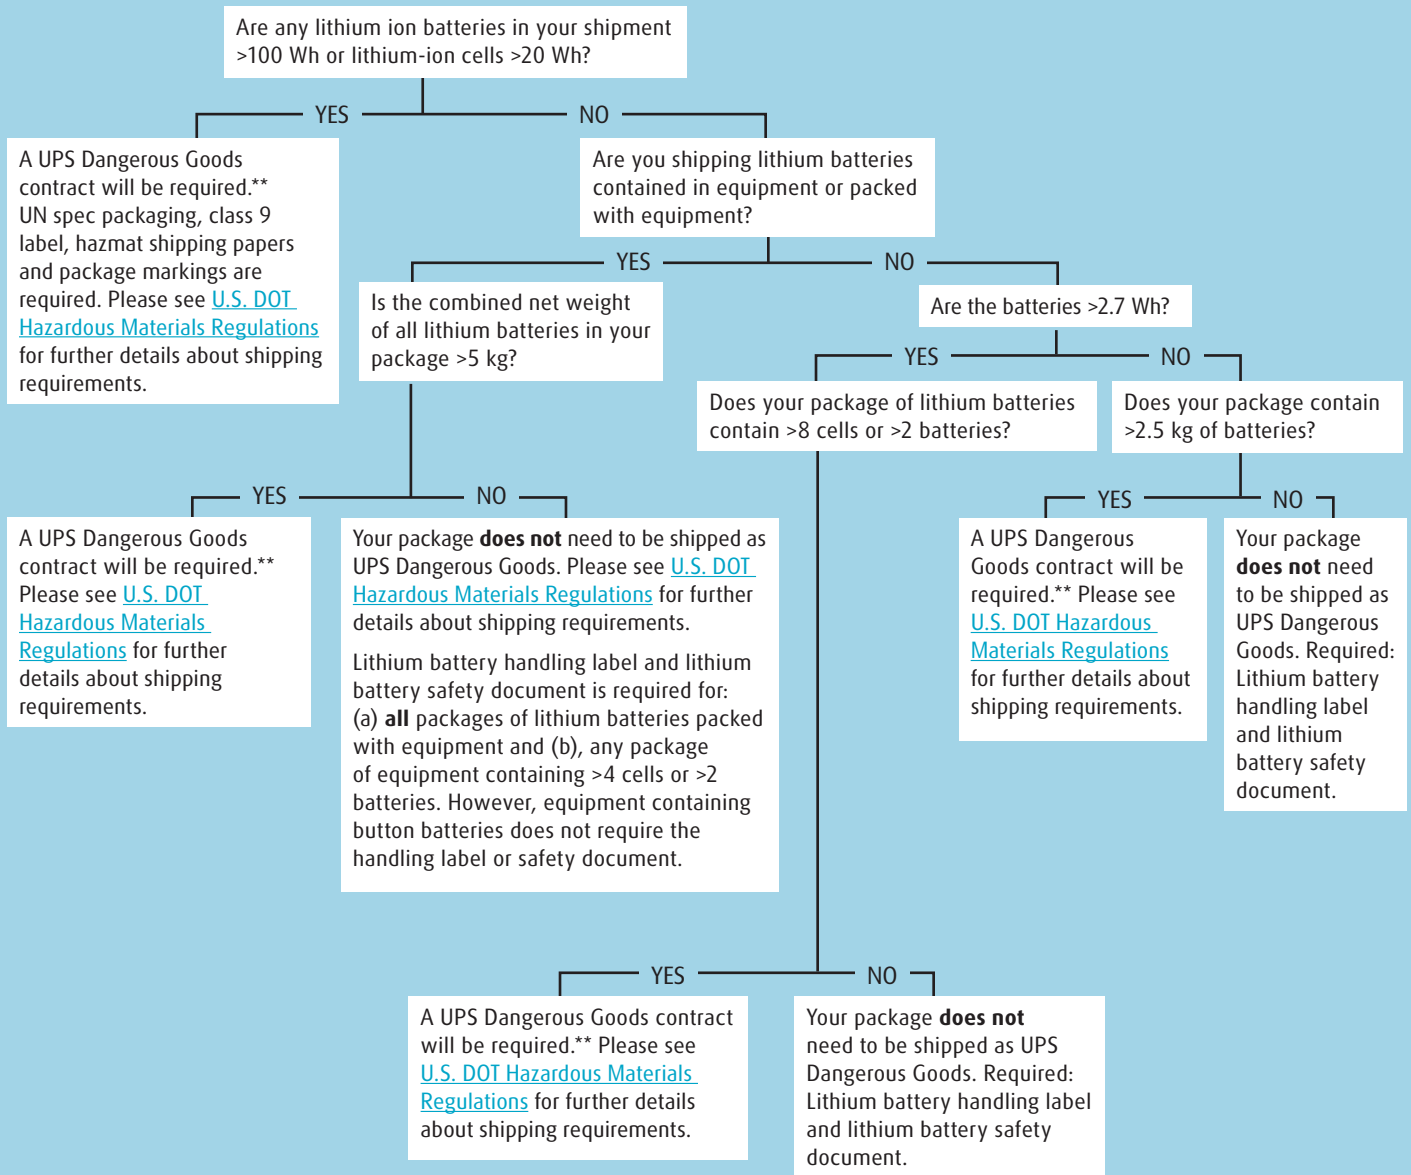 Are any lithium ion batteries in your shipment
>100 Wh or lithium-ion cells >20 Wh?
YES
NO
A UPS Dangerous Goods
contract will be required.**
UN spec packaging, class 9
label, hazmat shipping papers
and package markings are
required. Please see U.S. DOT
Hazardous Materials Regulations
for further details about shipping
requirements.
Are you shipping lithium batteries
contained in equipment or packed
with equipment?
YES
NO
Is the combined net weight
of all lithium batteries in your
package >5 kg?
Are the batteries >2.7 Wh?
YES
NO
Does your package of lithium batteries
contain >8 cells or >2 batteries?
Does your package contain
>2.5 kg of batteries?
YES
NO
YES
NO
A UPS Dangerous Goods
contract will be required.**
Please see U.S. DOT
Hazardous Materials
Regulations for further
details about shipping
requirements.
Your package does not need to be shipped as
UPS Dangerous Goods. Please see U.S. DOT
Hazardous Materials Regulations for further
details about shipping requirements.
Lithium battery handling label and lithium
battery safety document is required for:
(a) all packages of lithium batteries packed
with equipment and (b), any package
of equipment containing >4 cells or >2
batteries. However, equipment containing
button batteries does not require the
handling label or safety document.
A UPS Dangerous
Goods contract will be
required.** Please see
U.S. DOT Hazardous
Materials Regulations
for further details about
shipping requirements.
Your package
does not need
to be shipped as
UPS Dangerous
Goods. Required:
Lithium battery
handling label
and lithium
battery safety
document.
YES
NO
A UPS Dangerous Goods contract
will be required.** Please see
U.S. DOT Hazardous Materials
Regulations for further details
about shipping requirements.
Your package does not
need to be shipped as UPS
Dangerous Goods. Required:
Lithium battery handling label
and lithium battery safety
document.